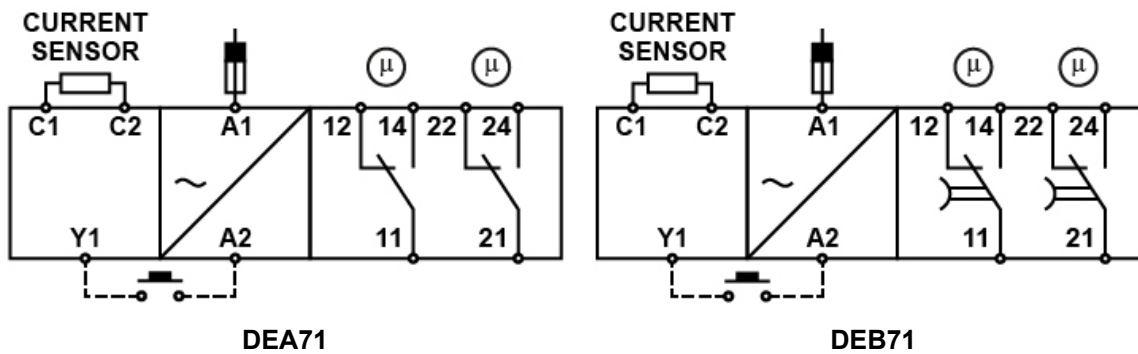 CURRENT
SENSOR
μ
μ
C1 C2 A1 12 14 22 24
~
Y1 A2 11 21
DEA71
CURRENT
SENSOR
μ
μ
C1 C2 A1 12 14 22 24
~
Y1 A2 11 21
DEB71